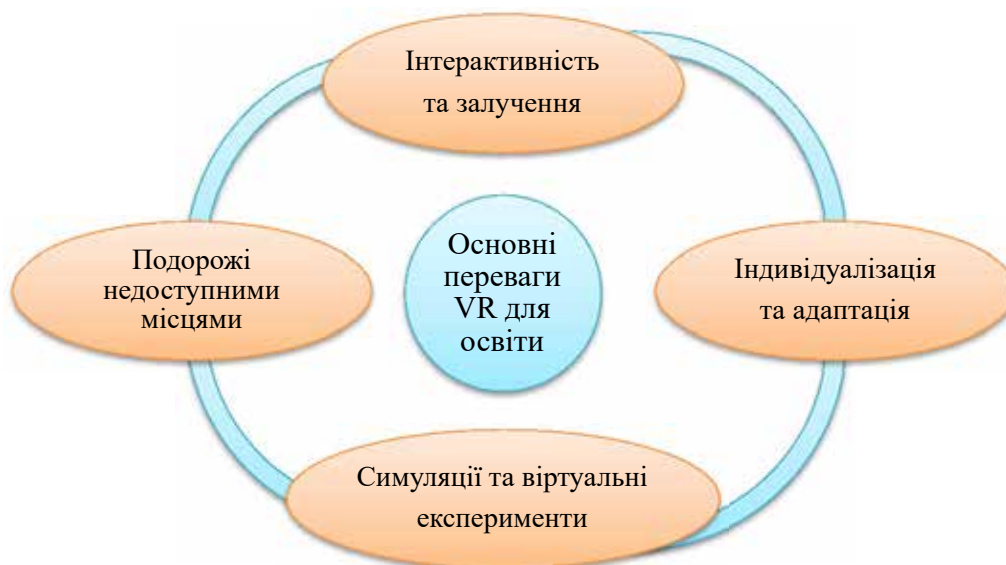 Інтерактивність
та залучення
Подорожі
недоступними
місцями
Основні
переваги
VR для
освіти
Індивідуалізація
та адаптація
Симуляції та віртуальні
експерименти